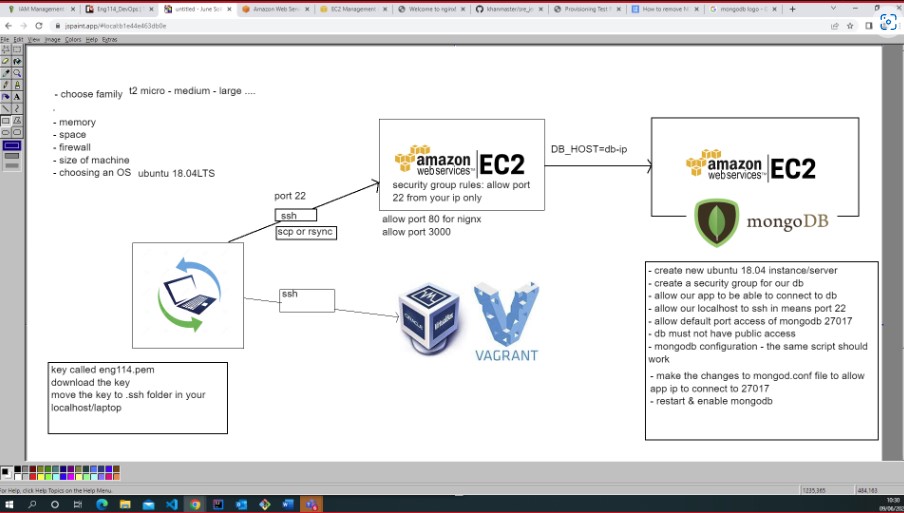 IAM Management
Eng114_DevOps
untitled - June
Amazon Web Serv
EC2 Management
Welcome to nginx!
khanmaster/sre_
Provisioning Test
How to remove
mongodb logo -
jspaint.app/#local:b1e44e463db0e
File Edit View Image Colors Help Extras
- choose family t2 micro - medium - large ....
- memory
- space
- firewall
- size of machine
- choosing an OS ubuntu 18.04LTS
port 22
ssh
scp or rsync
amazon
web services™
EC2
security group rules: allow port
22 from your ip only
allow port 80 for nignx
allow port 3000
DB_HOST=db-ip
amazon
web services™
EC2
mongoDB
ssh
ORACLE
VirtualBox
VAGRANT
key called eng114.pem
download the key
move the key to .ssh folder in your
localhost/laptop
- create new ubuntu 18.04 instance/server
- create a security group for our db
- allow our app to be able to connect to db
- allow our localhost to ssh in means port 22
- allow default port access of mongodb 27017
- db must not have public access
- mongodb configuration - the same script should
work
- make the changes to mongod.conf file to allow
app ip to connect to 27017
- restart & enable mongodb
For Help, click Help Topics on the Help Menu.
1235,365
484,163
10:30